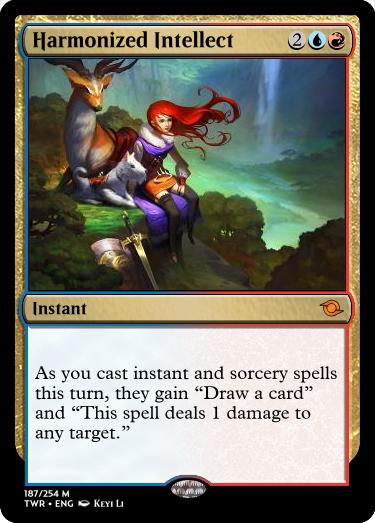 Harmonized Intellect 2
Instant
As you cast instant and sorcery spells
this turn, they gain “Draw a card”
and “This spell deals 1 damage to
any target.”
187/254 M
TWR • ENG Keyi Li